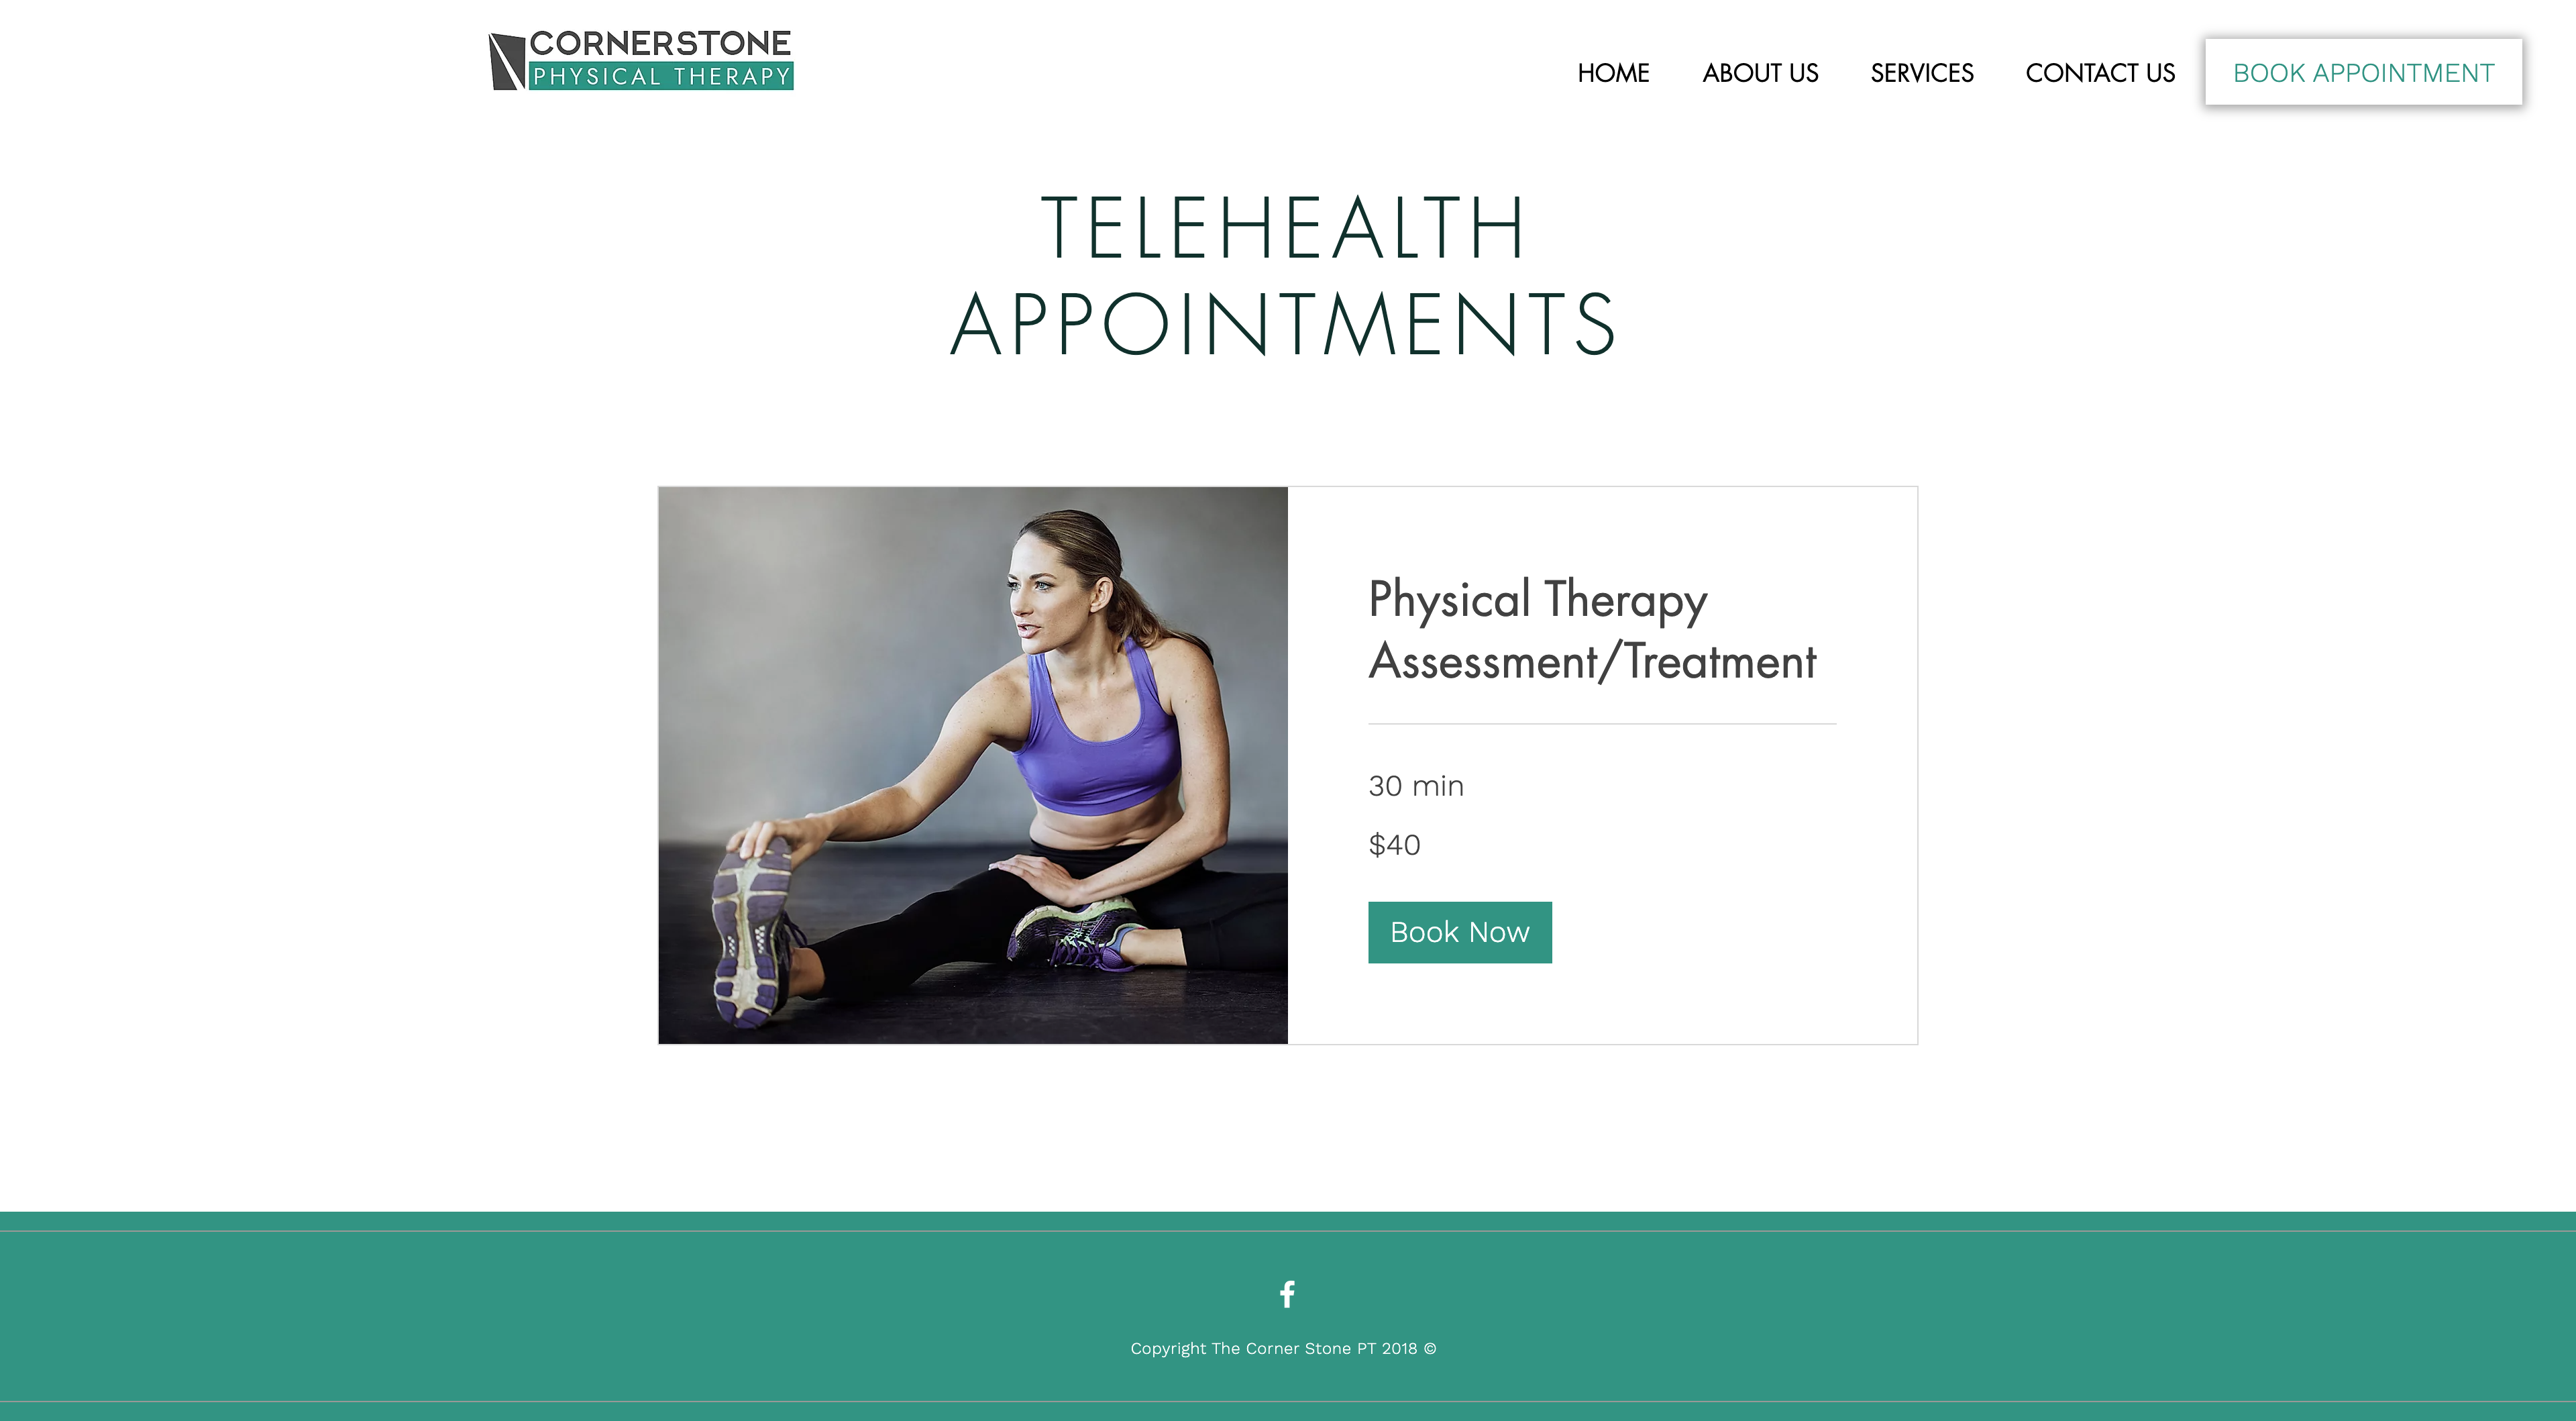 CORNERSTONE
PHYSICAL THERAPY
HOME ABOUT US SERVICES CONTACT US BOOK APPOINTMENT
TELEHEALTH
APPOINTMENTS
Physical Therapy
Assessment/Treatment
30 min
$40
Book Now
Copyright The Corner Stone PT 2018 ©